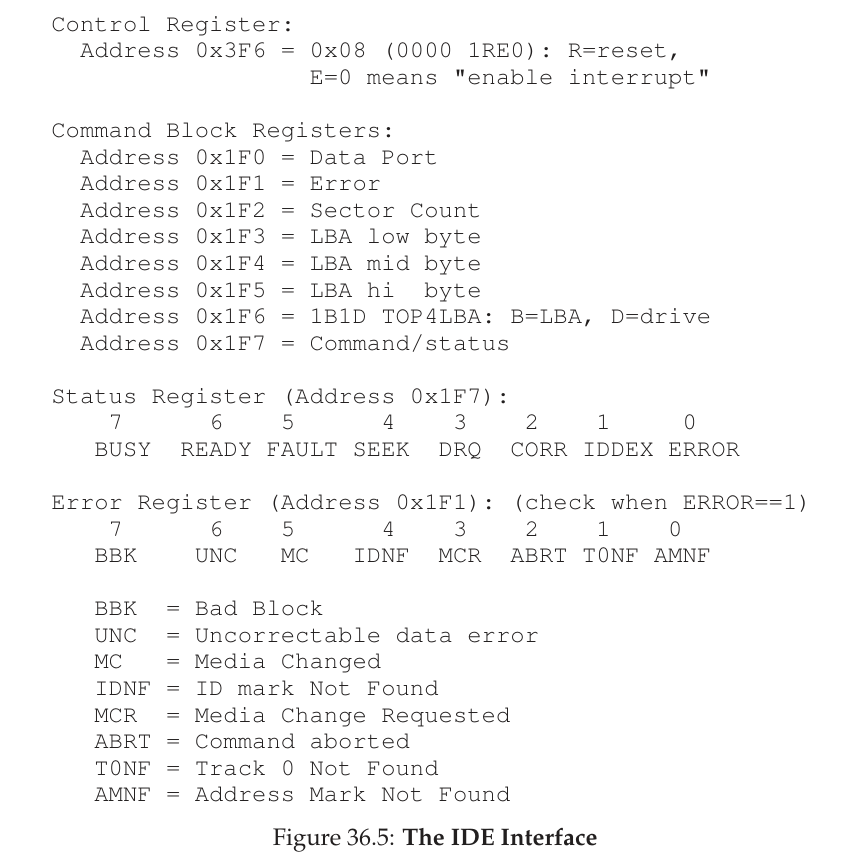 Control Register:
Address 0x3F6 = 0x08 (0000 1RE0): R=reset,
E=0 means "enable interrupt"
Command Block Registers:
Address 0x1F0 = Data Port
Address 0x1F1 = Error
Address 0x1F2 = Sector Count
Address 0x1F3 = LBA low byte
Address 0x1F4 = LBA mid byte
Address 0x1F5 = LBA hi  byte
Address 0x1F6 = 1B1D TOP4LBA: B=LBA, D=drive
Address 0x1F7 = Command/status
Status Register (Address 0x1F7):
7 6 5 4 3 2 1 0
BUSY READY FAULT SEEK DRQ CORR IDDEX ERROR
Error Register (Address 0x1F1): (check when ERROR==1)
7 6 5 4 3 2 1 0
BBK UNC MC IDNF MCR ABRT T0NF AMNF
BBK = Bad Block
UNC = Uncorrectable data error
MC = Media Changed
IDNF = ID mark Not Found
MCR = Media Change Requested
ABRT = Command aborted
T0NF = Track 0 Not Found
AMNF = Address Mark Not Found
Figure 36.5: The IDE Interface